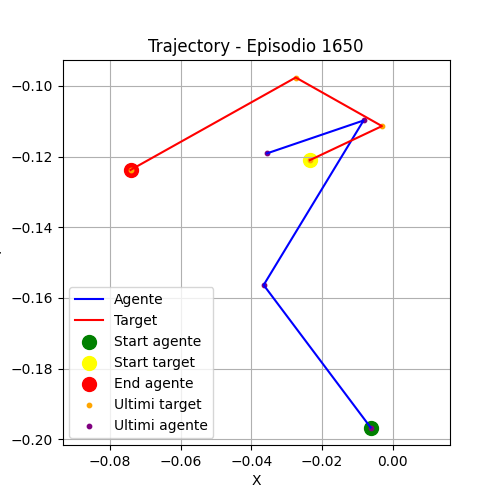 Trajectory - Episodio 1650
−0.10
−0.12
−0.14
−0.16
−0.18
−0.20
Agente
Target
Start agente
Start target
End agente
Ultimi target
Ultimi agente
−0.08
−0.06
−0.04
−0.02
0.00
X